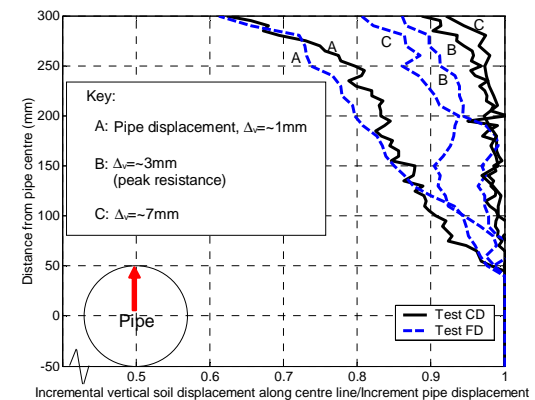 300
250
200
150
100
50
0
-50
Distance from pipe centre (mm)
Key:
A: Pipe displacement, Δv=~1mm
B: Δv=~3mm
(peak resistance)
C: Δv=~7mm
A
A
C
B
B
C
Pipe
Test CD
Test FD
0.5
0.6
0.7
0.8
0.9
1
Incremental vertical soil displacement along centre line/Increment pipe displacement